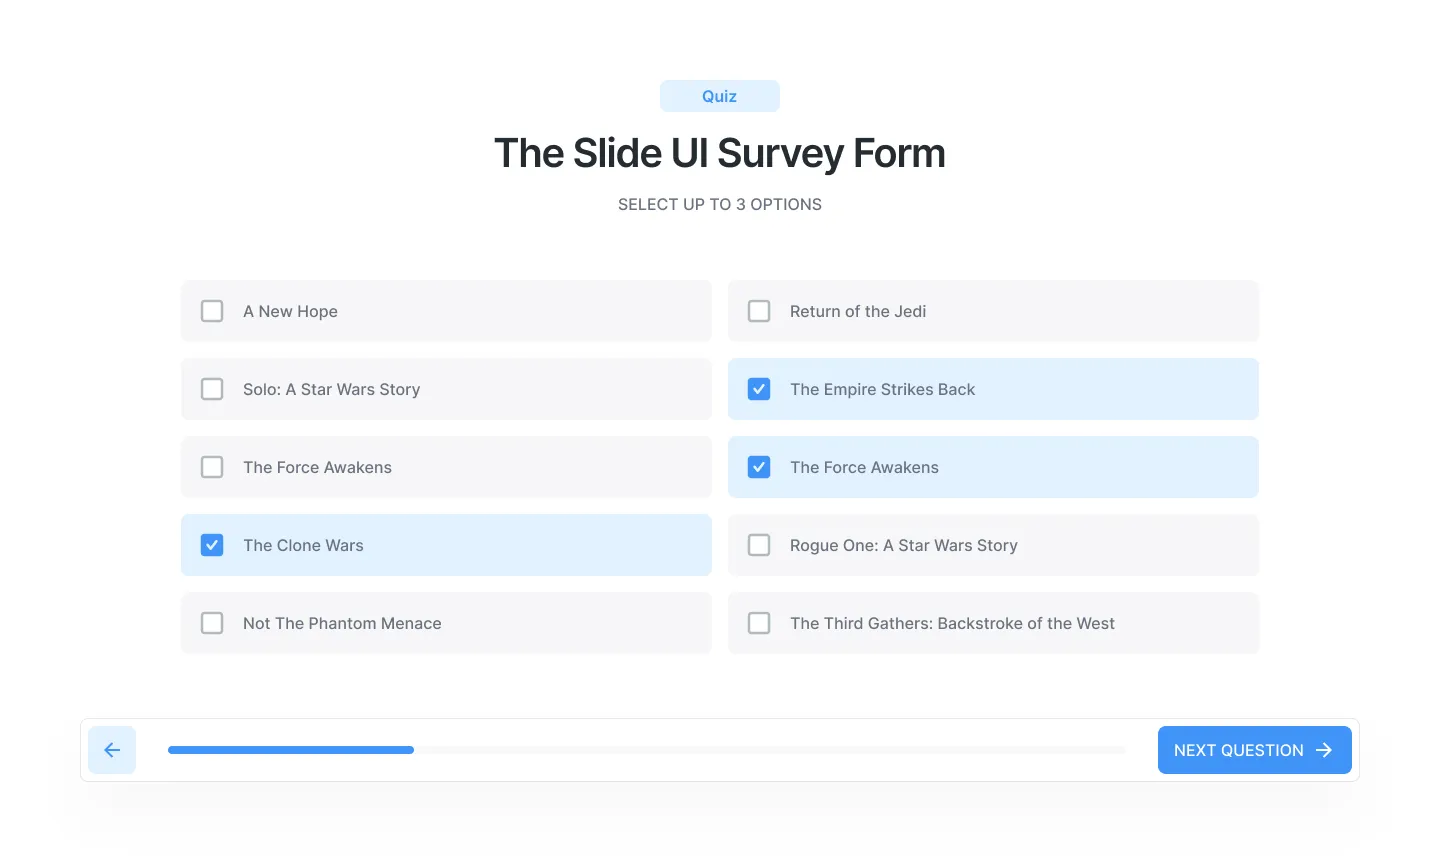 Quiz
The Slide UI Survey Form
SELECT UP TO 3 OPTIONS
A New Hope
Return of the Jedi
Solo: A Star Wars Story
The Empire Strikes Back
The Force Awakens
The Force Awakens
The Clone Wars
Rogue One: A Star Wars Story
Not The Phantom Menace
The Third Gathers: Backstroke of the West
NEXT QUESTION